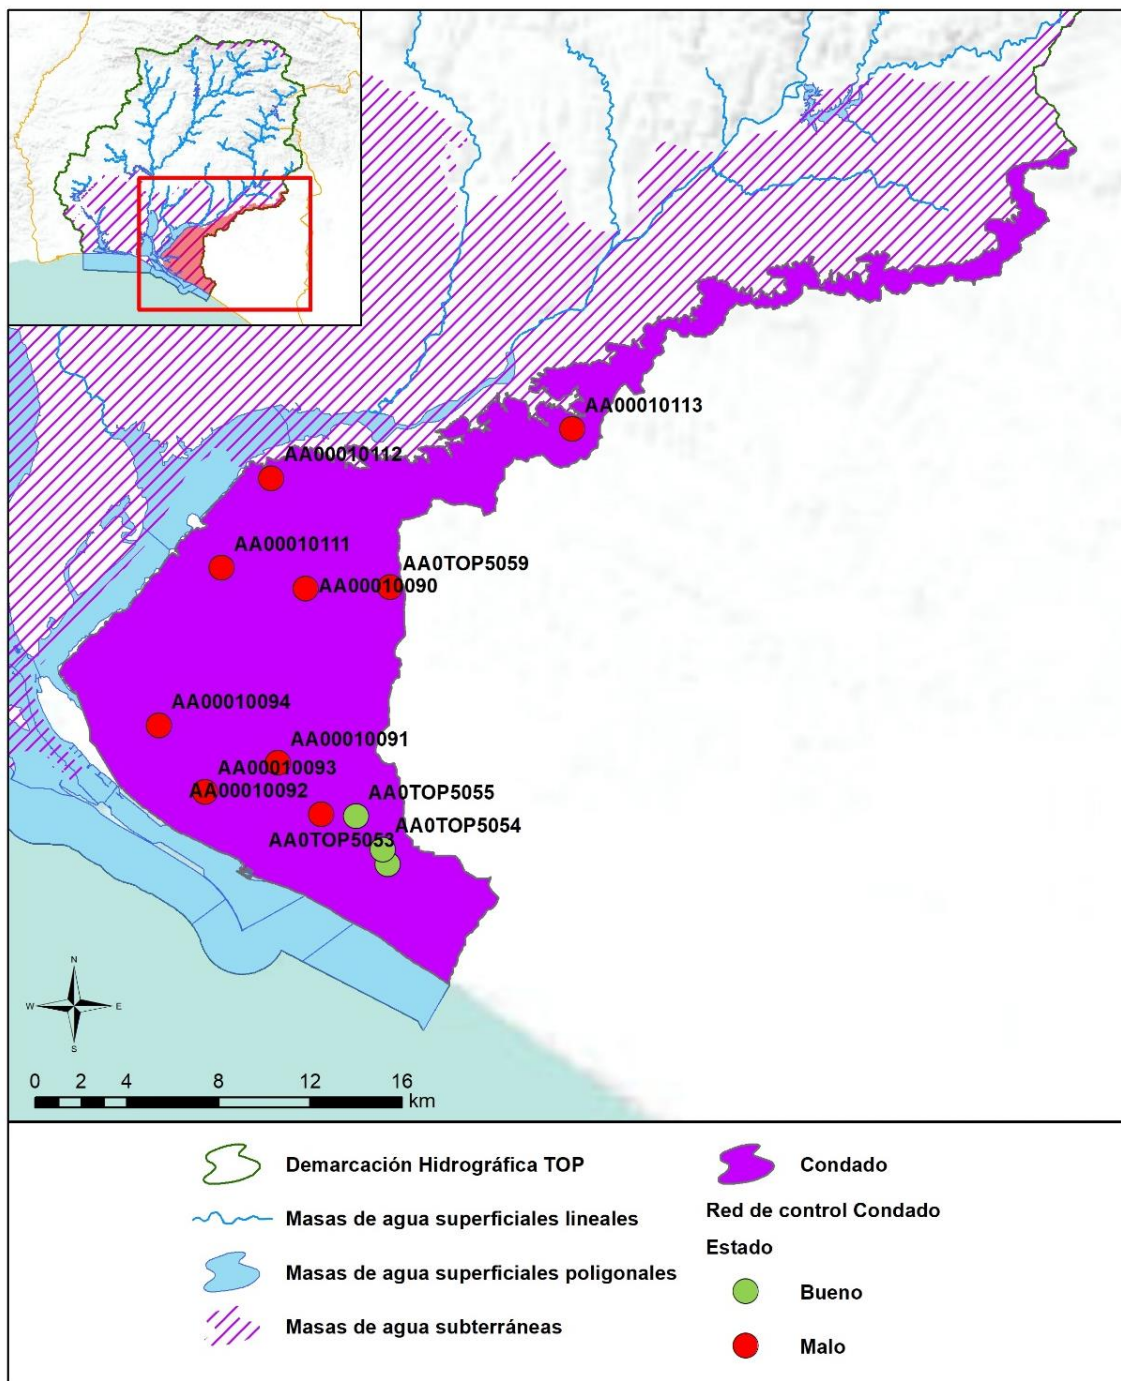 AA00010113
AA00010112
AA00010111
AA0TOP5059
AA00010090
AA00010094
AA00010091
AA00010093
AA00010092
AA0TOP5055
AA0TOP5054
AA0TOP5053
N
W
E
S
0 2 4 8 12 16
km
Demarcación Hidrográfica TOP
Masas de agua superficiales lineales
Masas de agua superficiales poligonales
Masas de agua subterráneas
Condado
Red de control Condado
Estado
Bueno
Malo